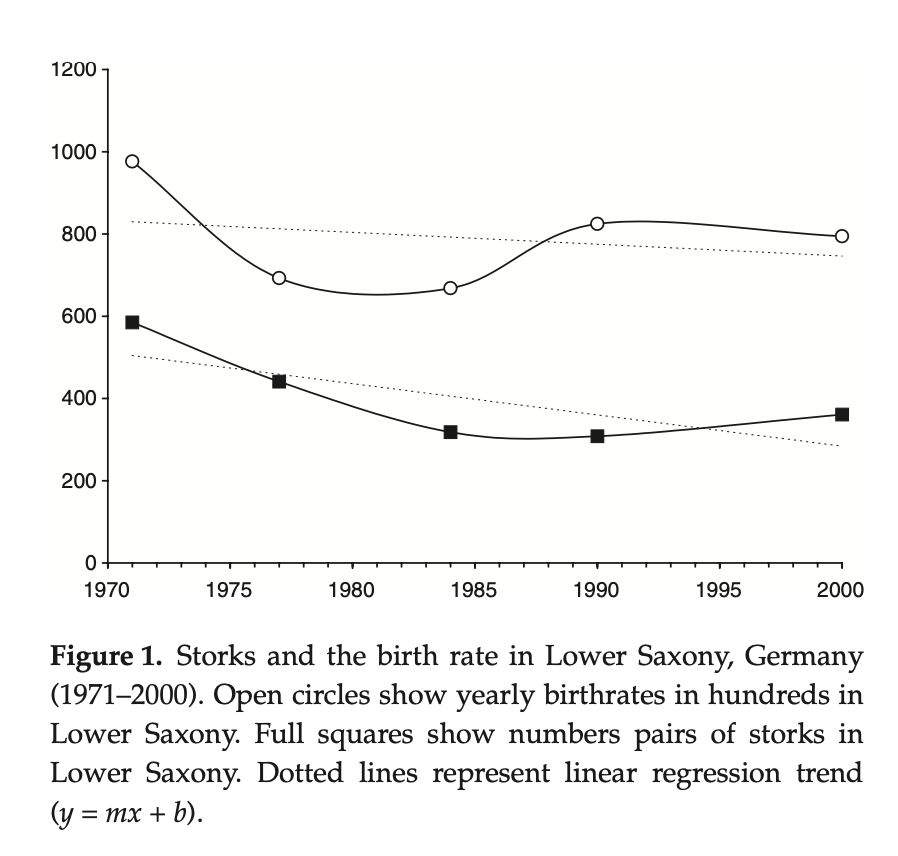 1200
1000
800
600
400
200
0
1970 1975 1980 1985 1990 1995 2000
Figure 1. Storks and the birth rate in Lower Saxony, Germany
(1971–2000). Open circles show yearly birthrates in hundreds in
Lower Saxony. Full squares show numbers pairs of storks in
Lower Saxony. Dotted lines represent linear regression trend
(y = mx + b).